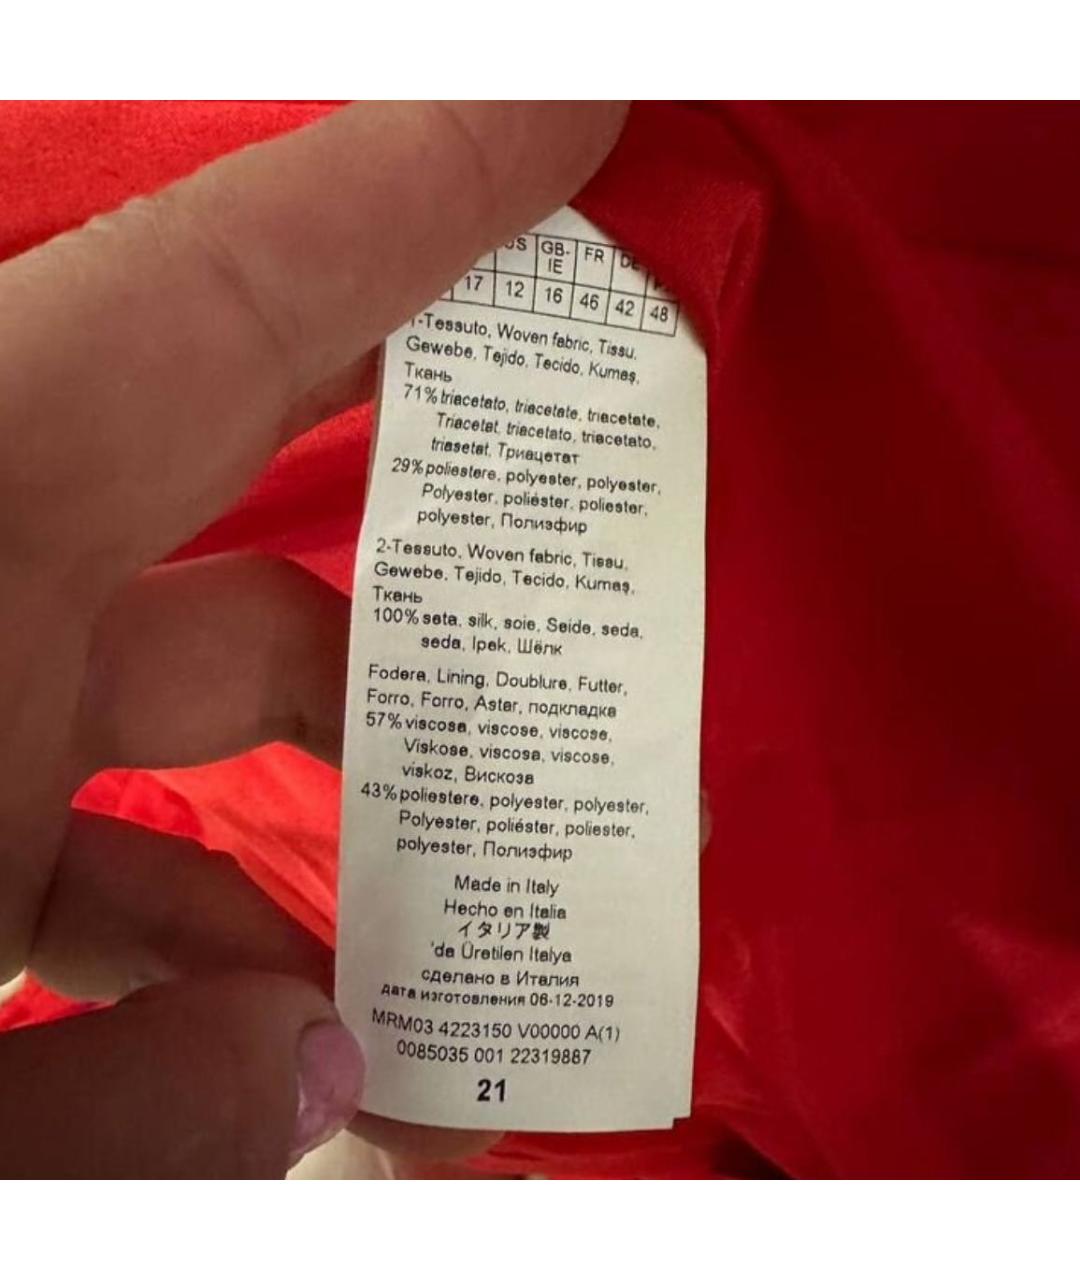 GB-IE FR
17 12 16 46 42 48
1-Tessuto, Woven fabric, Tissu,
Gewebe, Tejido, Tecido, Kumaş,
Ткань
71% triacetato, triacetate, triacetate,
Triacetat, triacetato, triacetato,
triasetat, Триацетат
29% poliestere, polyester, polyester,
Polyester, poliéster, poliester,
polyester, Полиэфир
2-Tessuto, Woven fabric, Tissu,
Gewebe, Tejido, Tecido, Kumaş,
Ткань
100% seta, silk, soie, Seide, seda,
seda, Ipek, Шёлк
Fodera, Lining, Doublure, Futter,
Forro, Forro, Astar, подкладка
57% viscosa, viscose, viscose,
Viskose, viscosa, viscose,
viskoz, Вискоза
43% poliestere, polyester, polyester,
Polyester, poliéster, poliester,
polyester, Полиэфир
Made in Italy
Hecho en Italia
イタリア製
'da Üretilen Italya
сделано в Италия
дата изготовления 06-12-2019
MRM03 4223150 V00000 A(1)
0085035 001 22319887
21